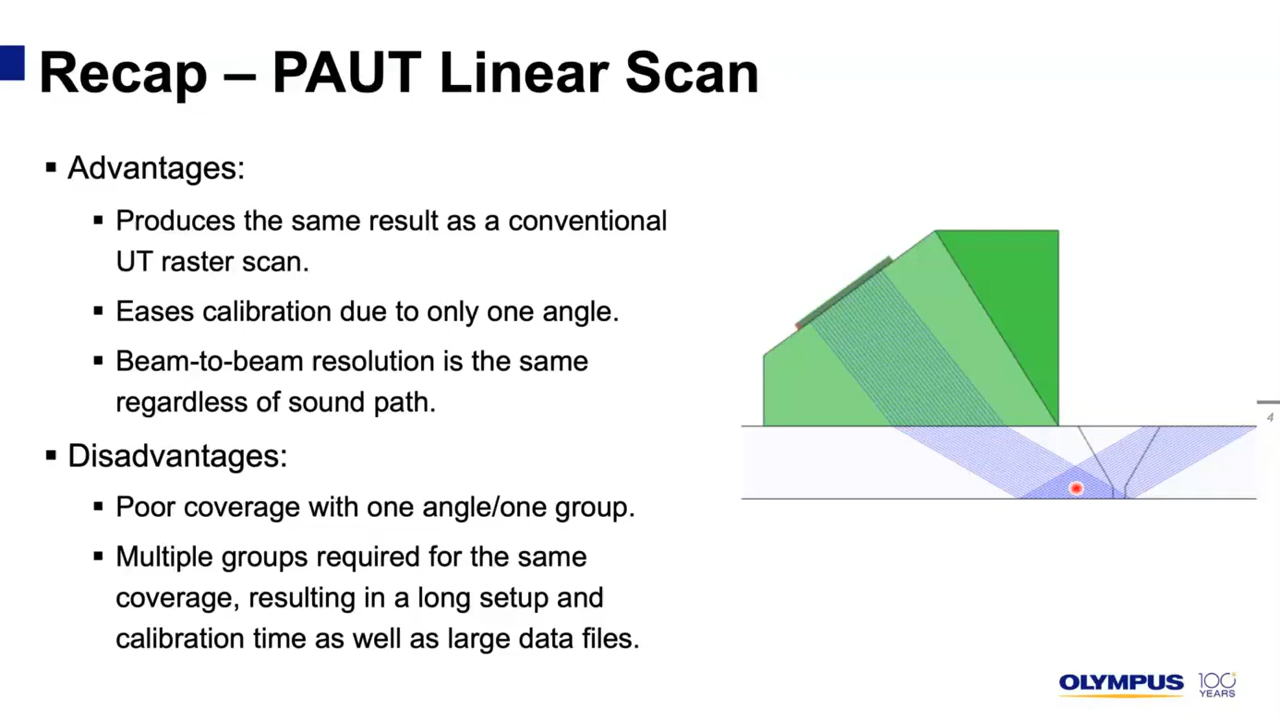 Recap – PAUT Linear Scan
▪ Advantages:
▪ Produces the same result as a conventional
UT raster scan.
▪ Eases calibration due to only one angle.
▪ Beam-to-beam resolution is the same
regardless of sound path.
▪ Disadvantages:
▪ Poor coverage with one angle/one group.
▪ Multiple groups required for the same
coverage, resulting in a long setup and
calibration time as well as large data files.
4
OLYMPUS 100
YEARS